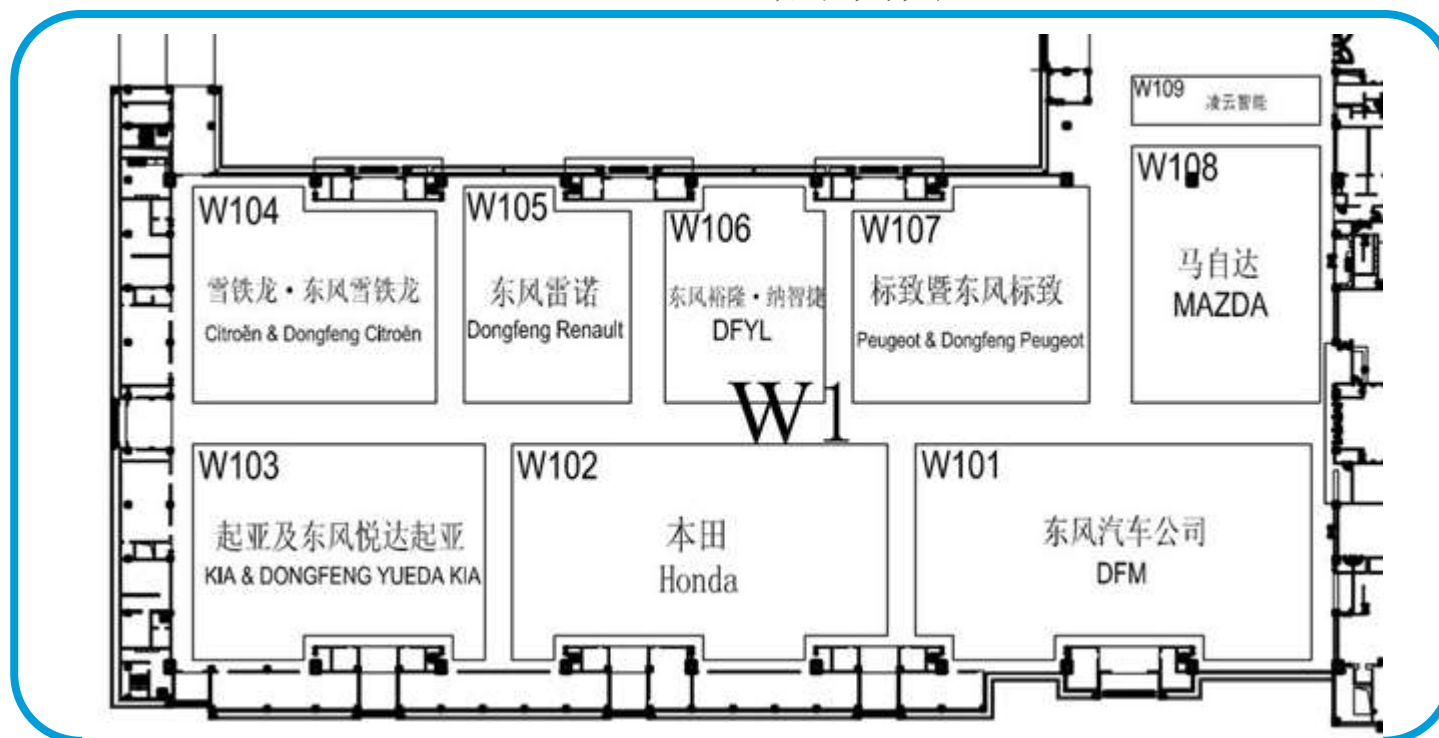 W109
凌云智能
W108
马自达
MAZDA
W104
雪铁龙・东风雪铁龙
Citroën & Dongfeng Citroën
W105
东风雷诺
Dongfeng Renault
W106
东风裕隆・纳智捷
DFYL
W107
标致暨东风标致
Peugeot & Dongfeng Peugeot
W 1
W103
起亚及东风悦达起亚
KIA & DONGFENG YUEDA KIA
W102
本田
Honda
W101
东风汽车公司
DFM